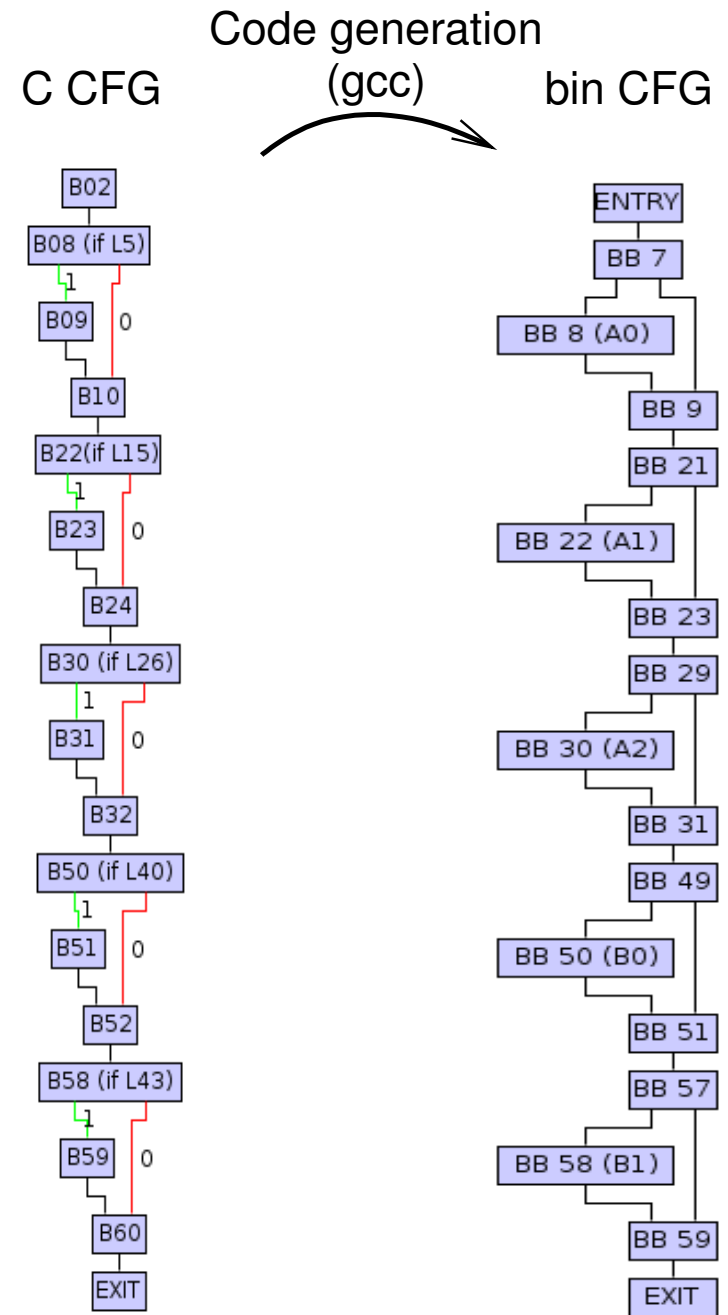 Code generation
(gcc)
C CFG
bin CFG
B02
B08 (if L5)
1
B09
0
B10
B22(if L15)
1
B23
0
B24
B30 (if L26)
1
B31
0
B32
B50 (if L40)
1
B51
0
B52
B58 (if L43)
1
B59
0
B60
EXIT
ENTRY
BB 7
BB 8 (A0)
BB 9
BB 21
BB 22 (A1)
BB 23
BB 29
BB 30 (A2)
BB 31
BB 49
BB 50 (B0)
BB 51
BB 57
BB 58 (B1)
BB 59
EXIT